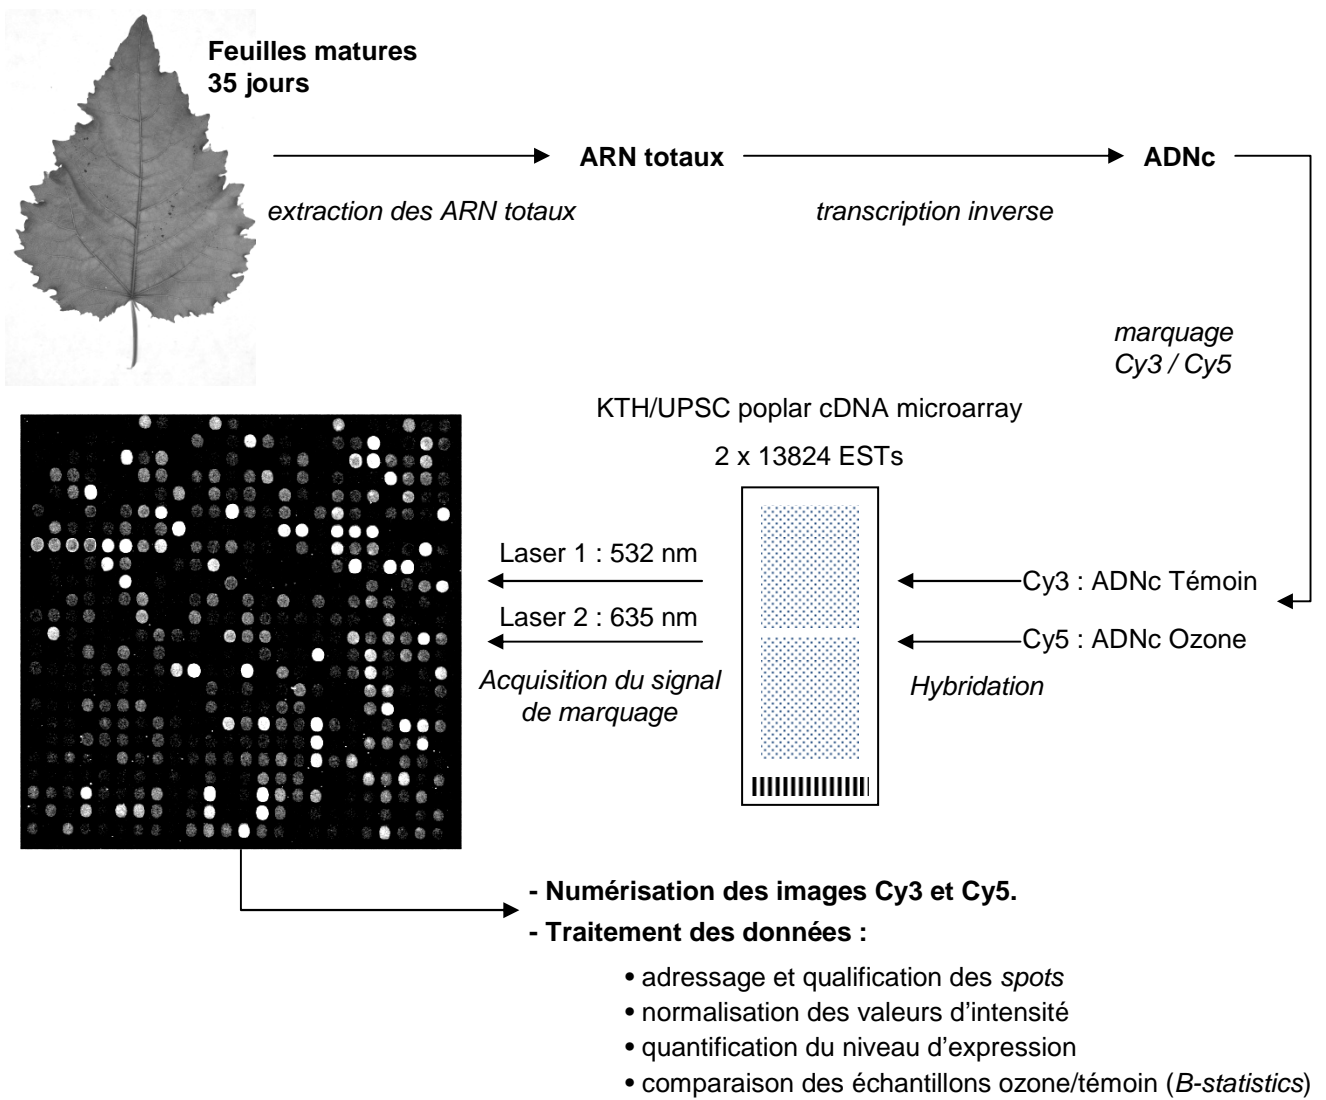 Feuilles matures
35 jours
ARN totaux
ADNc
extraction des ARN totaux
transcription inverse
marquage
Cy3 / Cy5
KTH/UPSC poplar cDNA microarray
2 x 13824 ESTs
Laser 1 : 532 nm
Cy3 : ADNc Témoin
Laser 2 : 635 nm
Cy5 : ADNc Ozone
Acquisition du signal
de marquage
Hybridation
- Numérisation des images Cy3 et Cy5.
- Traitement des données :
• adressage et qualification des spots
• normalisation des valeurs d’intensité
• quantification du niveau d’expression
• comparaison des échantillons ozone/témoin (B-statistics)